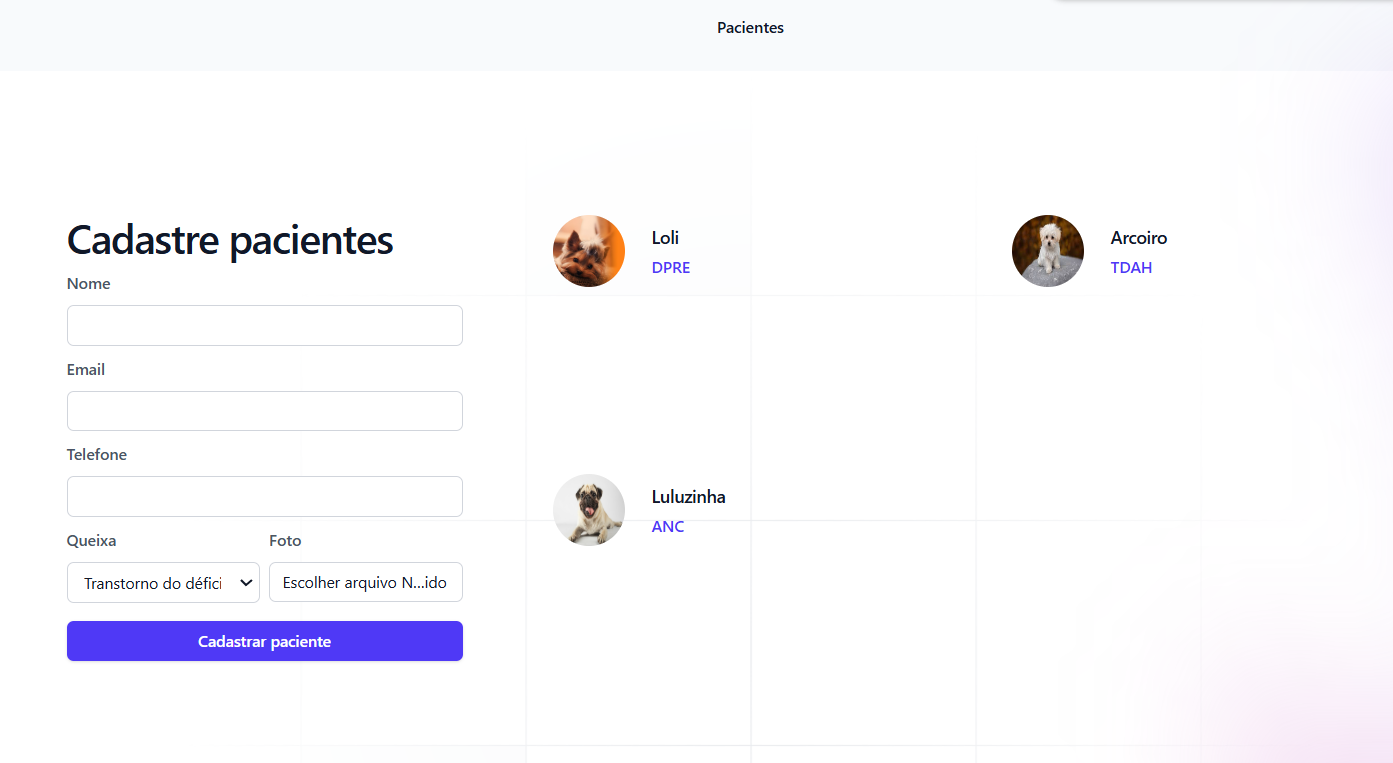 Pacientes
Cadastre pacientes
Nome
Email
Telefone
Queixa
Foto
Transtorno do défici
Escolher arquivo N...ido
Cadastrar paciente
Loli
DPRE
Arcoiro
TDAH
Luluzinha
ANC